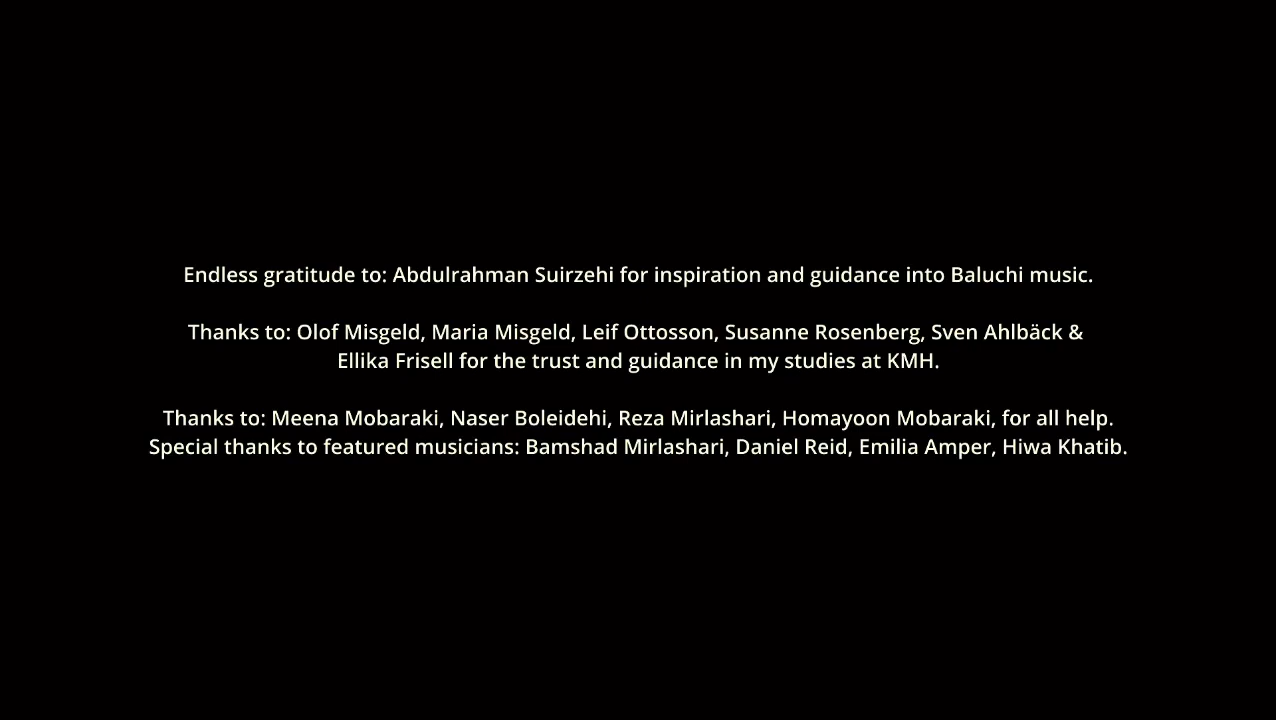 Endless gratitude to: Abdulrahman Suirzehi for inspiration and guidance into Baluchi music.
Thanks to: Olof Misgeld, Maria Misgeld, Leif Ottosson, Susanne Rosenberg, Sven Ahlbäck &
Ellika Frisell for the trust and guidance in my studies at KMH.
Thanks to: Meena Mobaraki, Naser Boleidehi, Reza Mirlashari, Homayoon Mobaraki, for all help.
Special thanks to featured musicians: Bamshad Mirlashari, Daniel Reid, Emilia Amper, Hiwa Khatib.